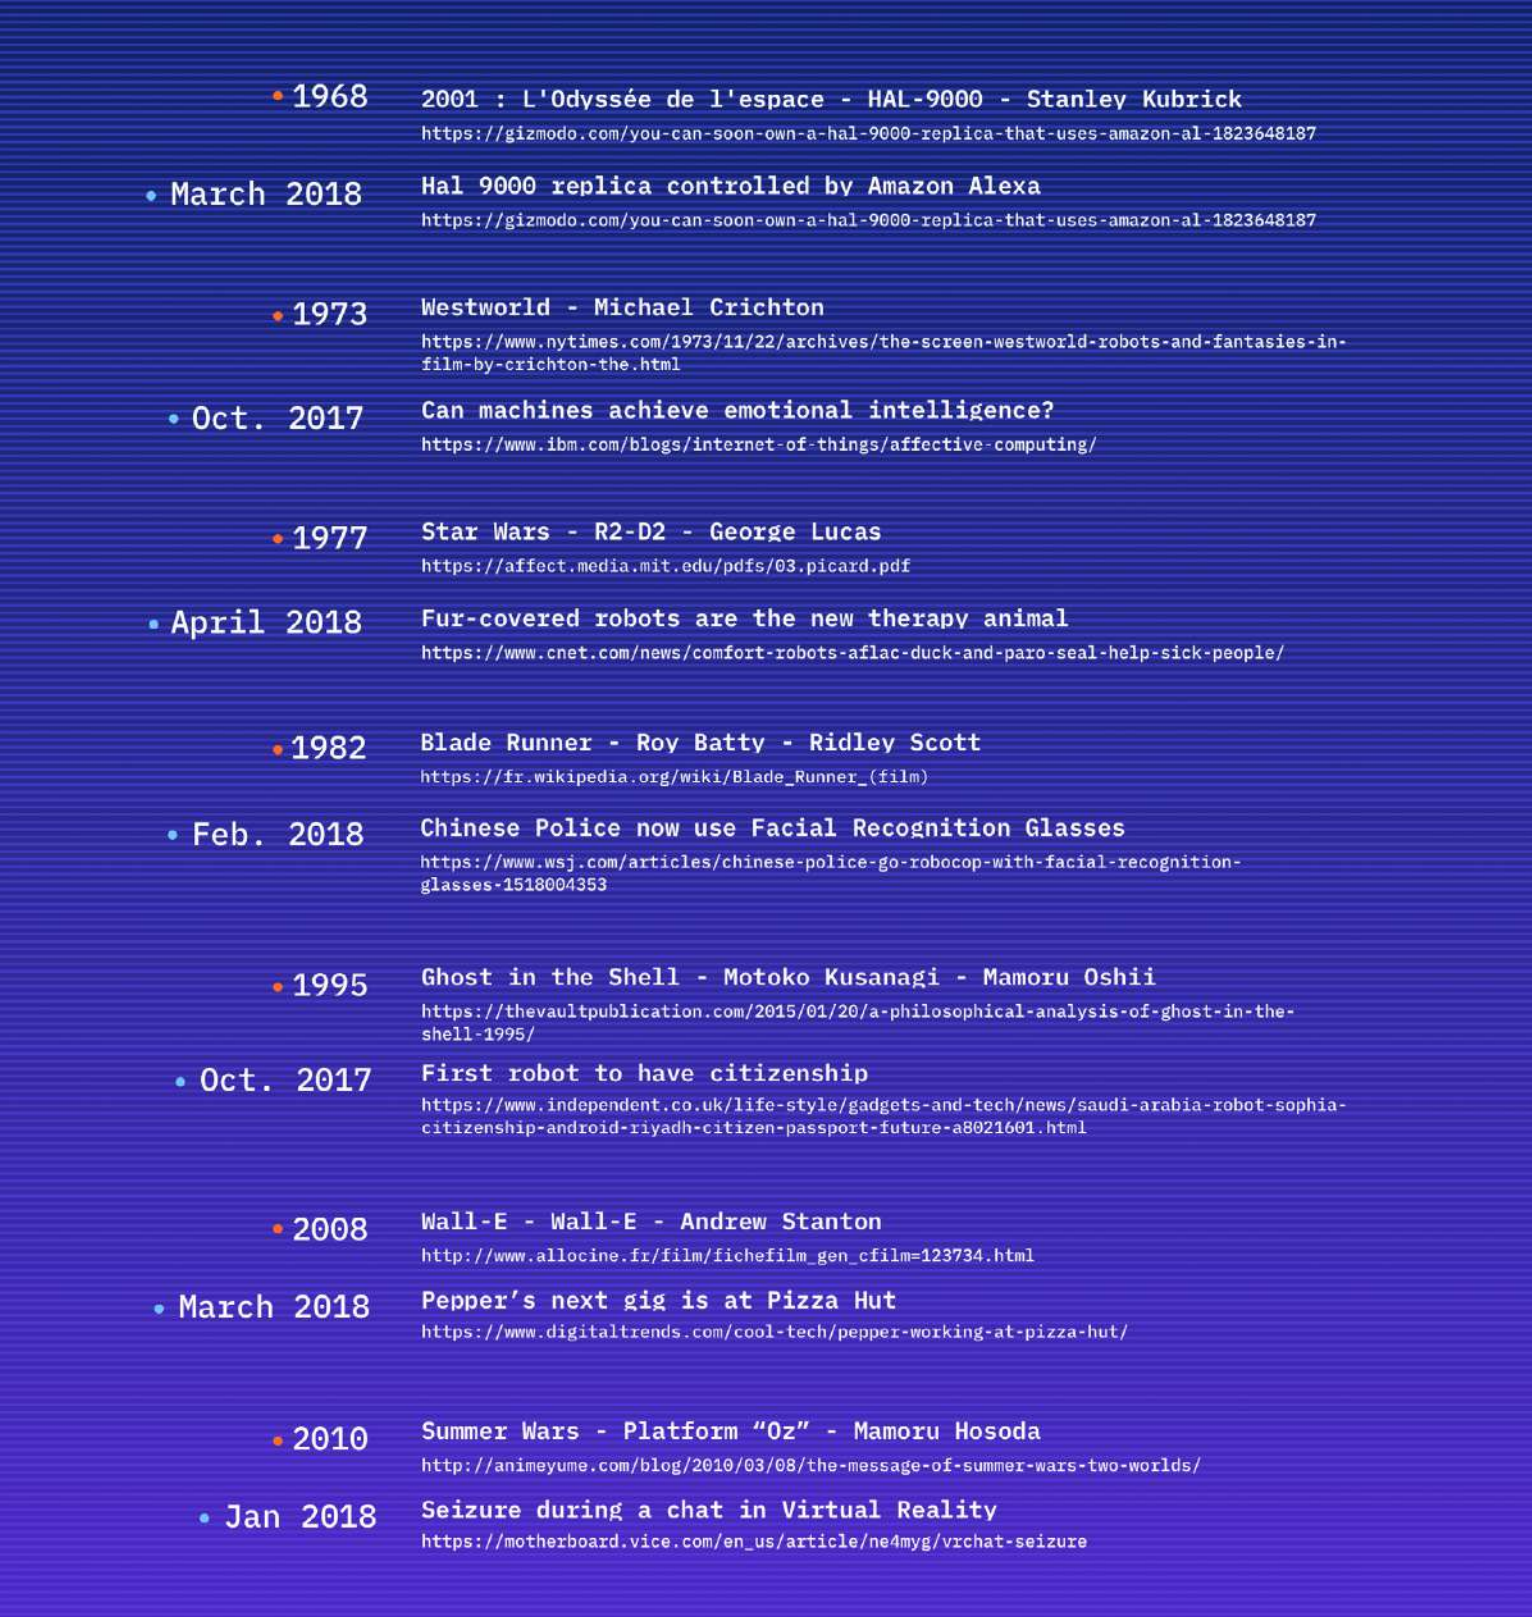 1968
2001 : L'Odyssée de l'espace - HAL-9000 - Stanley Kubrick
https://gizmodo.com/you-can-soon-own-a-hal-9000-replica-that-uses-amazon-al-1823648187
March 2018
Hal 9000 replica controlled by Amazon Alexa
https://gizmodo.com/you-can-soon-own-a-hal-9000-replica-that-uses-amazon-al-1823648187
1973
Westworld - Michael Crichton
https://www.nytimes.com/1973/11/22/archives/the-screen-westworld-robots-and-fantasies-in-
film-by-crichton-the.html
Oct. 2017
Can machines achieve emotional intelligence?
https://www.ibm.com/blogs/internet-of-things/affective-computing/
1977
Star Wars - R2-D2 - George Lucas
https://affect.media.mit.edu/pdfs/03.picard.pdf
April 2018
Fur-covered robots are the new therapy animal
https://www.cnet.com/news/comfort-robots-aflac-duck-and-paro-seal-help-sick-people/
1982
Blade Runner - Roy Batty - Ridley Scott
https://fr.wikipedia.org/wiki/Blade_Runner_(film)
Feb. 2018
Chinese Police now use Facial Recognition Glasses
https://www.wsj.com/articles/chinese-police-go-robocop-with-facial-recognition-
glasses-1518004353
1995
Ghost in the Shell - Motoko Kusanagi - Mamoru Oshii
https://thevaultpublication.com/2015/01/20/a-philosophical-analysis-of-ghost-in-the-
shell-1995/
Oct. 2017
First robot to have citizenship
https://www.independent.co.uk/life-style/gadgets-and-tech/news/saudi-arabia-robot-sophia-
citizenship-android-riyadh-citizen-passport-future-a8021601.html
2008
Wall-E - Wall-E - Andrew Stanton
http://www.allocine.fr/film/fichefilm_gen_cfilm=123734.html
March 2018
Pepper’s next gig is at Pizza Hut
https://www.digitaltrends.com/cool-tech/pepper-working-at-pizza-hut/
2010
Summer Wars - Platform “Oz” - Mamoru Hosoda
http://animeyume.com/blog/2010/03/08/the-message-of-summer-wars-two-worlds/
Jan 2018
Seizure during a chat in Virtual Reality
https://motherboard.vice.com/en_us/article/ne4myg/vrchat-seizure